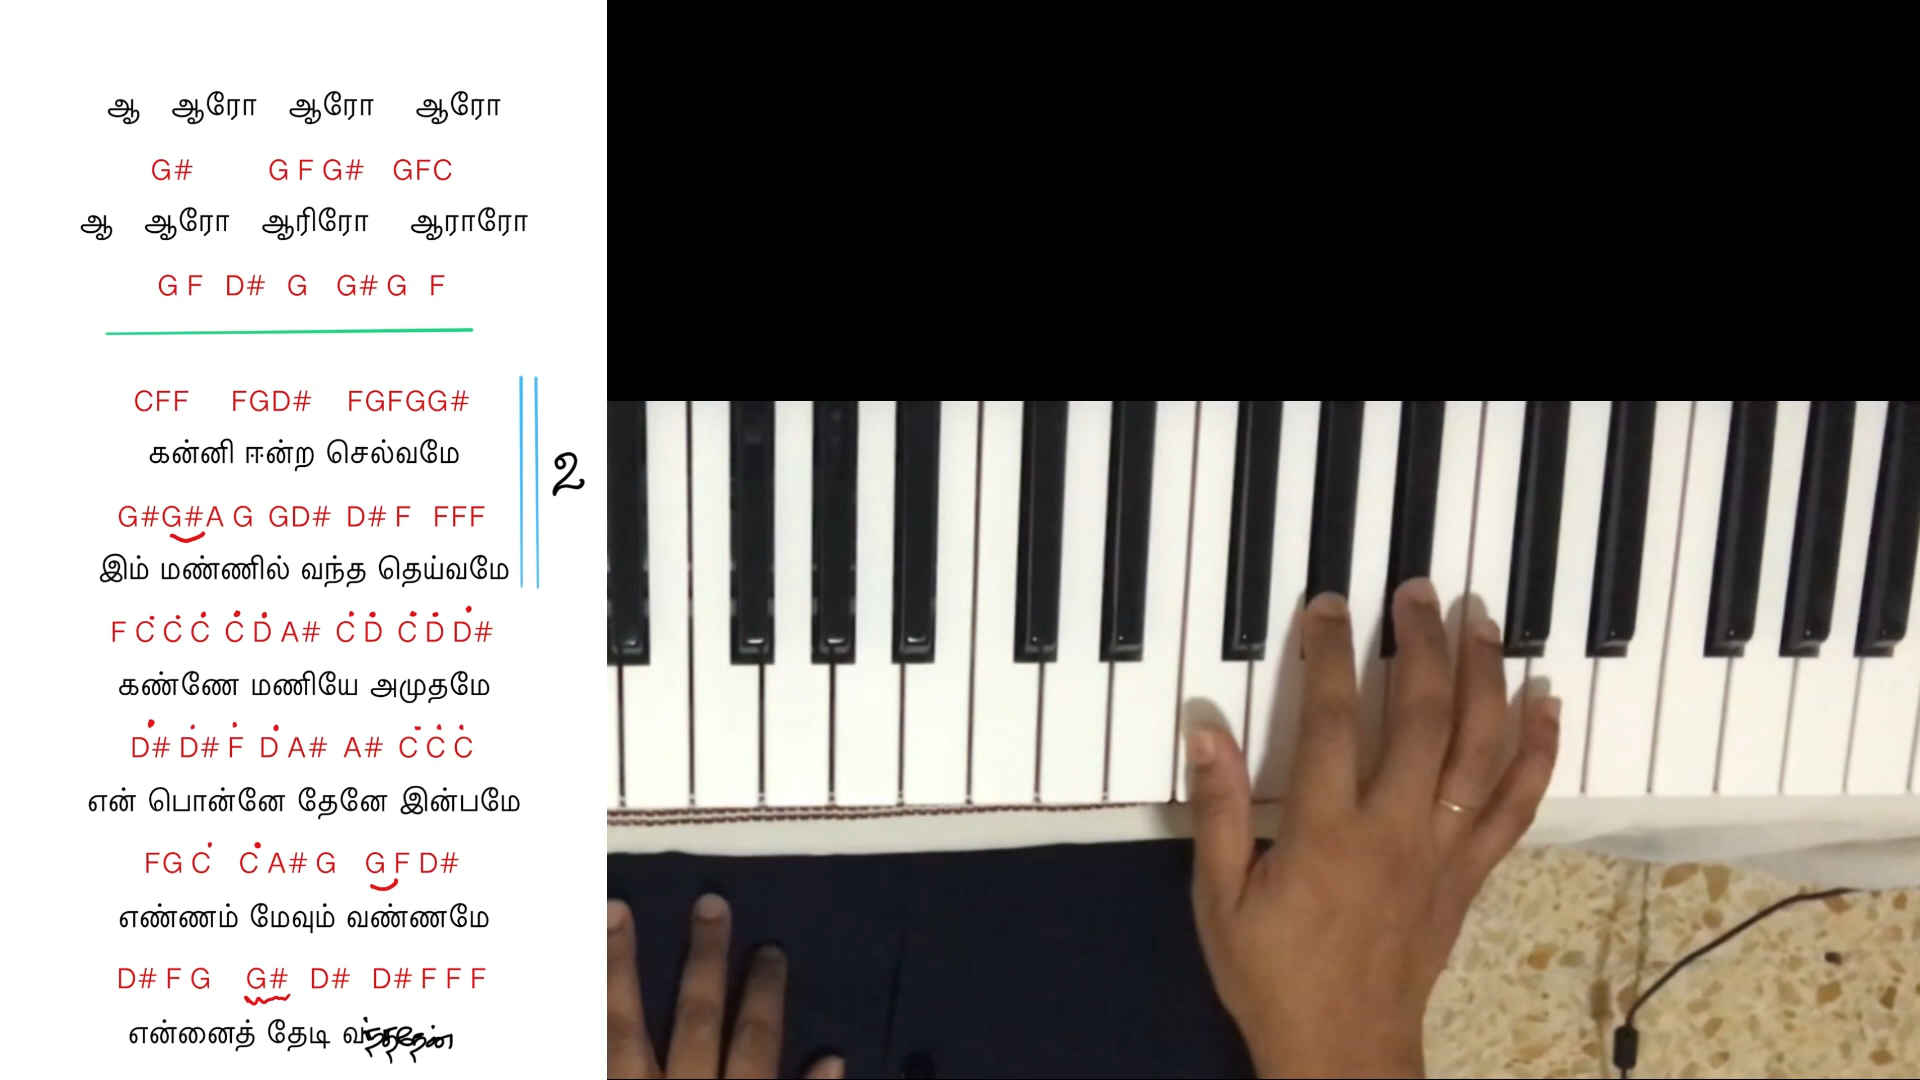 ஆ ஆரோ ஆரோ ஆரோ
G# G F G# GFC
ஆ ஆரோ ஆரிரோ ஆராரோ
G F D# G G# G F
CFF FGD# FGFGG#
கன்னி ஈன்ற செல்வமே
2
G#G#A G GD# D# F FFF
இம் மண்ணில் வந்த தெய்வமே
F Ċ Ċ Ċ Ċ Ḋ A# Ċ Ḋ Ċ Ḋ Ḋ#
கண்ணே மணியே அமுதமே
Ḋ# Ḋ# Ḟ Ḋ A# A# Ċ Ċ Ċ
என் பொன்னே தேனே இன்பமே
F G Ċ Ċ A# G G F D#
எண்ணம் மேவும் வண்ணமே
D# F G G# D# D# F F F
என்னைத் தேடி